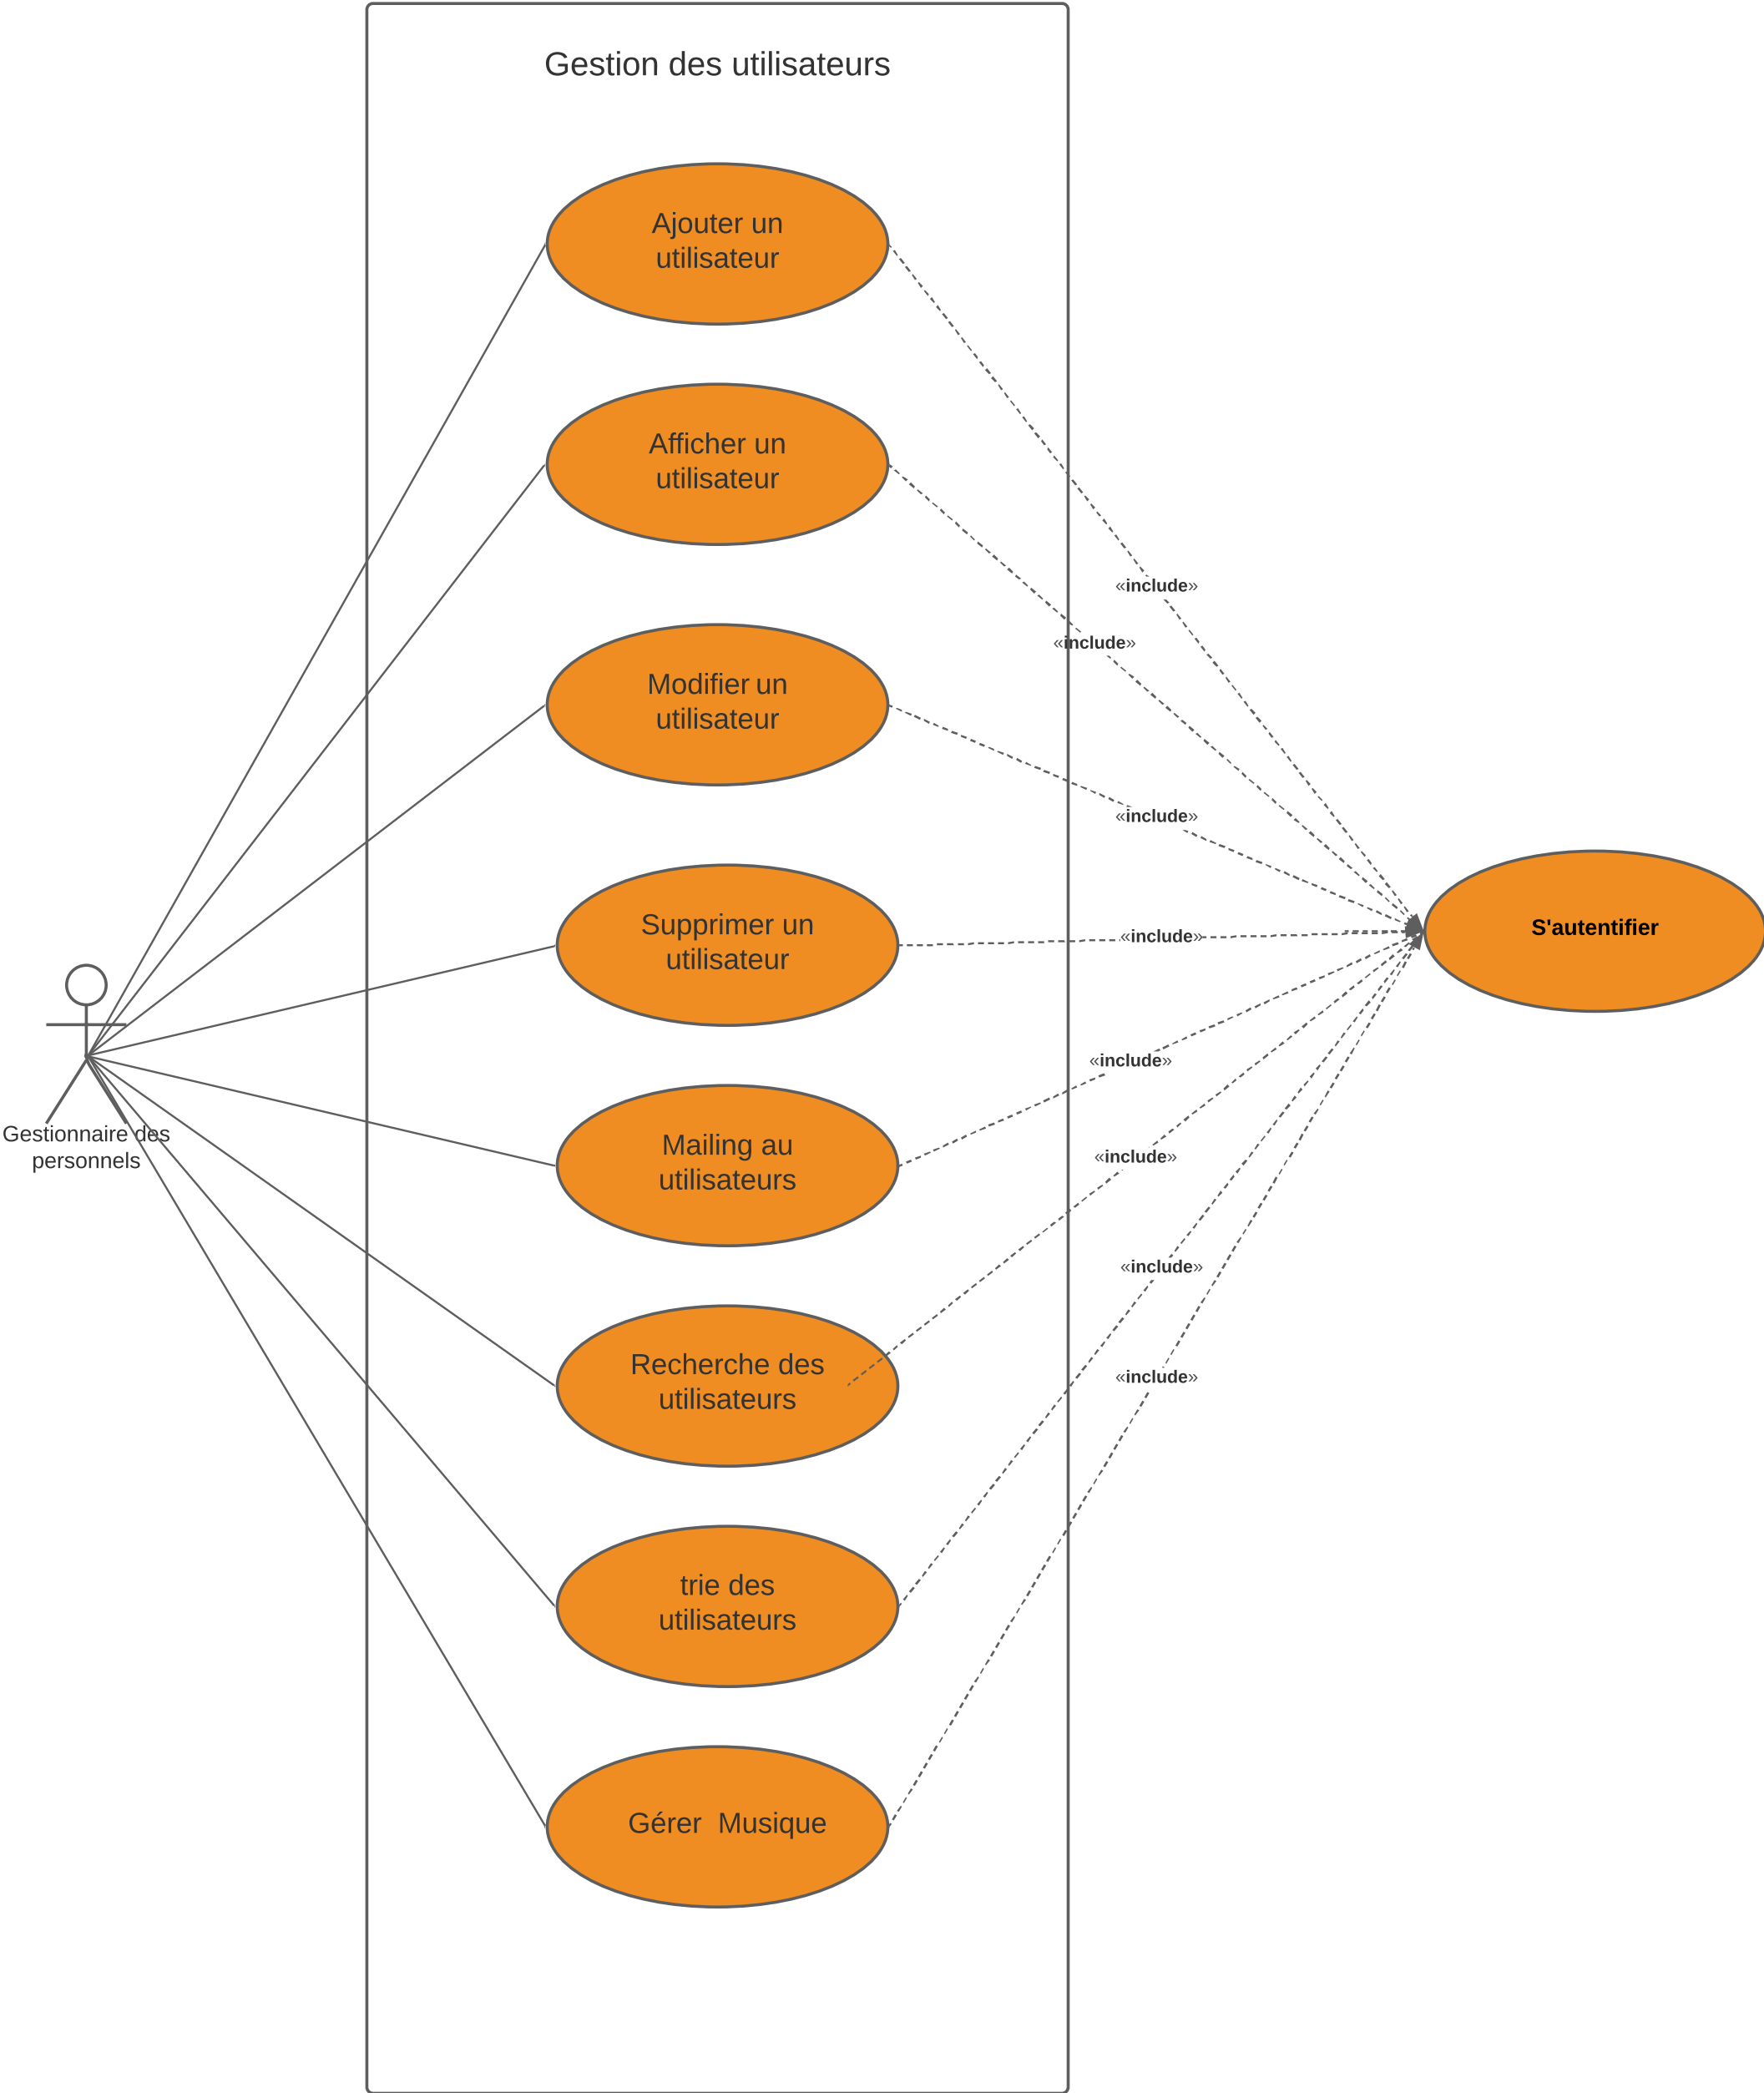 Gestion des utilisateurs
Ajouter un
utilisateur
Afficher un
utilisateur
«include»
«include»
Modifier un
utilisateur
«include»
Supprimer un
utilisateur
«include»
S'autentifier
Gestionnaire des
personnels
«include»
Mailing au
utilisateurs
«include»
«include»
Recherche des
utilisateurs
«include»
trie des
utilisateurs
Gérer  Musique